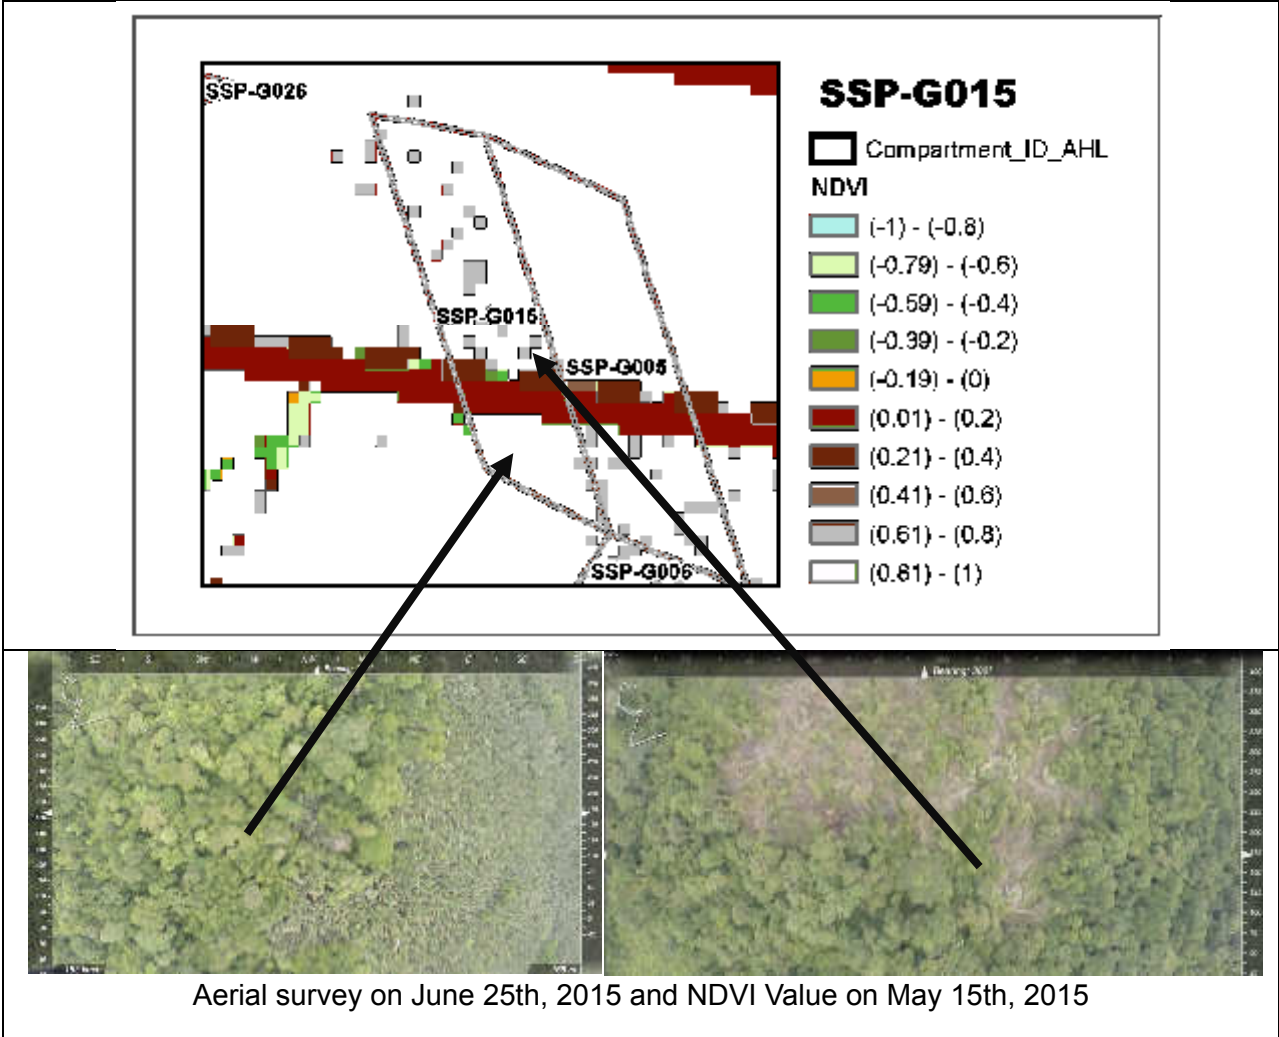 SSP-G026
SSP-G015
Compartment_ID_AHL
NDVI
(-1) - (-0.8)
(-0.79) - (-0.6)
(-0.59) - (-0.4)
(-0.39) - (-0.2)
(-0.19) - (0)
(0.01) - (0.2)
(0.21) - (0.4)
(0.41) - (0.6)
(0.61) - (0.8)
(0.81) - (1)
SSP-G015
SSP-G005
SSP-G006
Aerial survey on June 25th, 2015 and NDVI Value on May 15th, 2015